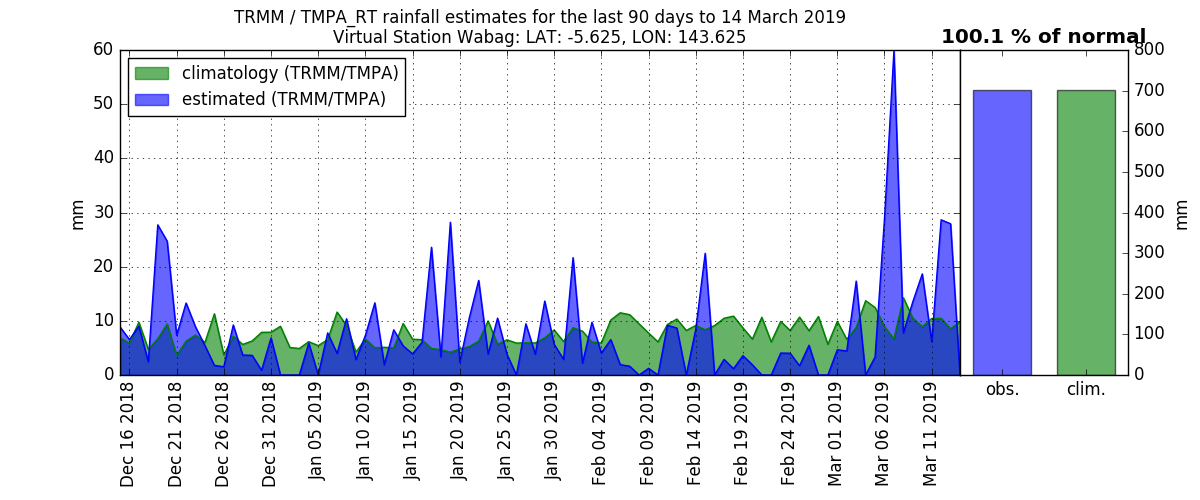 TRMM / TMPA_RT rainfall estimates for the last 90 days to 14 March 2019
Virtual Station Wabag: LAT: -5.625, LON: 143.625
100.1 % of normal
climatology (TRMM/TMPA)
estimated (TRMM/TMPA)
60
50
40
30
20
10
0
mm
800
700
600
500
400
300
200
100
0
mm
Dec 16 2018
Dec 21 2018
Dec 26 2018
Dec 31 2018
Jan 05 2019
Jan 10 2019
Jan 15 2019
Jan 20 2019
Jan 25 2019
Jan 30 2019
Feb 04 2019
Feb 09 2019
Feb 14 2019
Feb 19 2019
Feb 24 2019
Mar 01 2019
Mar 06 2019
Mar 11 2019
obs.
clim.